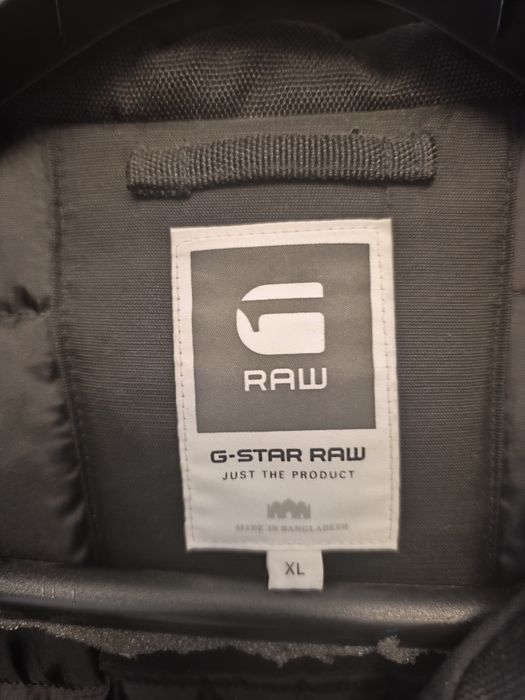 G
RAW
G-STAR RAW
JUST THE PRODUCT
MADE IN BANGLADESH
XL